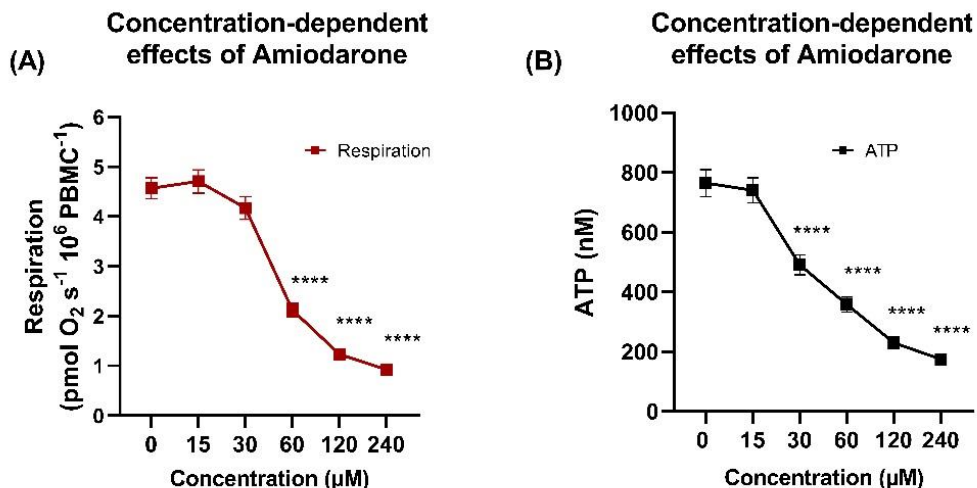 (A)
Concentration-dependent
effects of Amiodarone
Respiration
(pmol O₂ s⁻¹ 10⁶ PBMC⁻¹)
6
5
4
3
2
1
0
Respiration
****
****
****
0 15 30 60 120 240
Concentration (µM)
(B)
Concentration-dependent
effects of Amiodarone
ATP (nM)
1000
800
600
400
200
0
ATP
****
****
****
****
0 15 30 60 120 240
Concentration (µM)